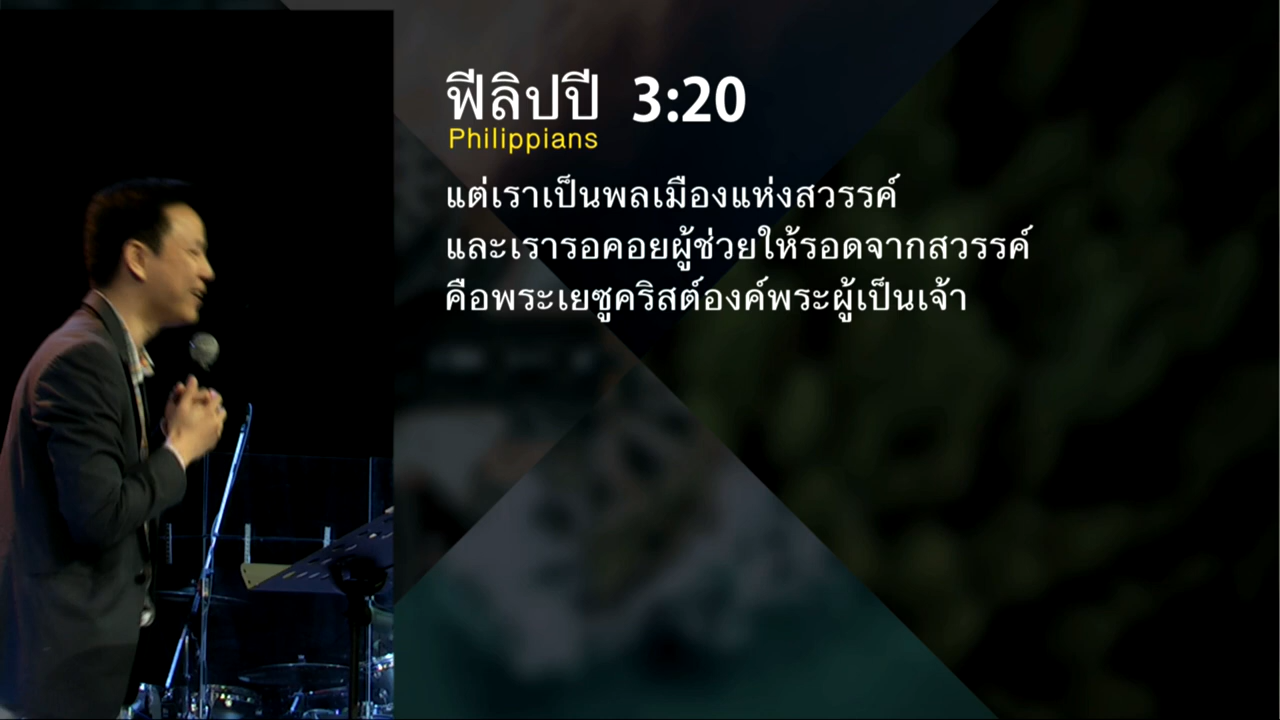 ฟีลิปปี 3:20
Philippians
แต่เราเป็นพลเมืองแห่งสวรรค์
และเรารอคอยผู้ช่วยให้รอดจากสวรรค์
คือพระเยซูคริสต์องค์พระผู้เป็นเจ้า